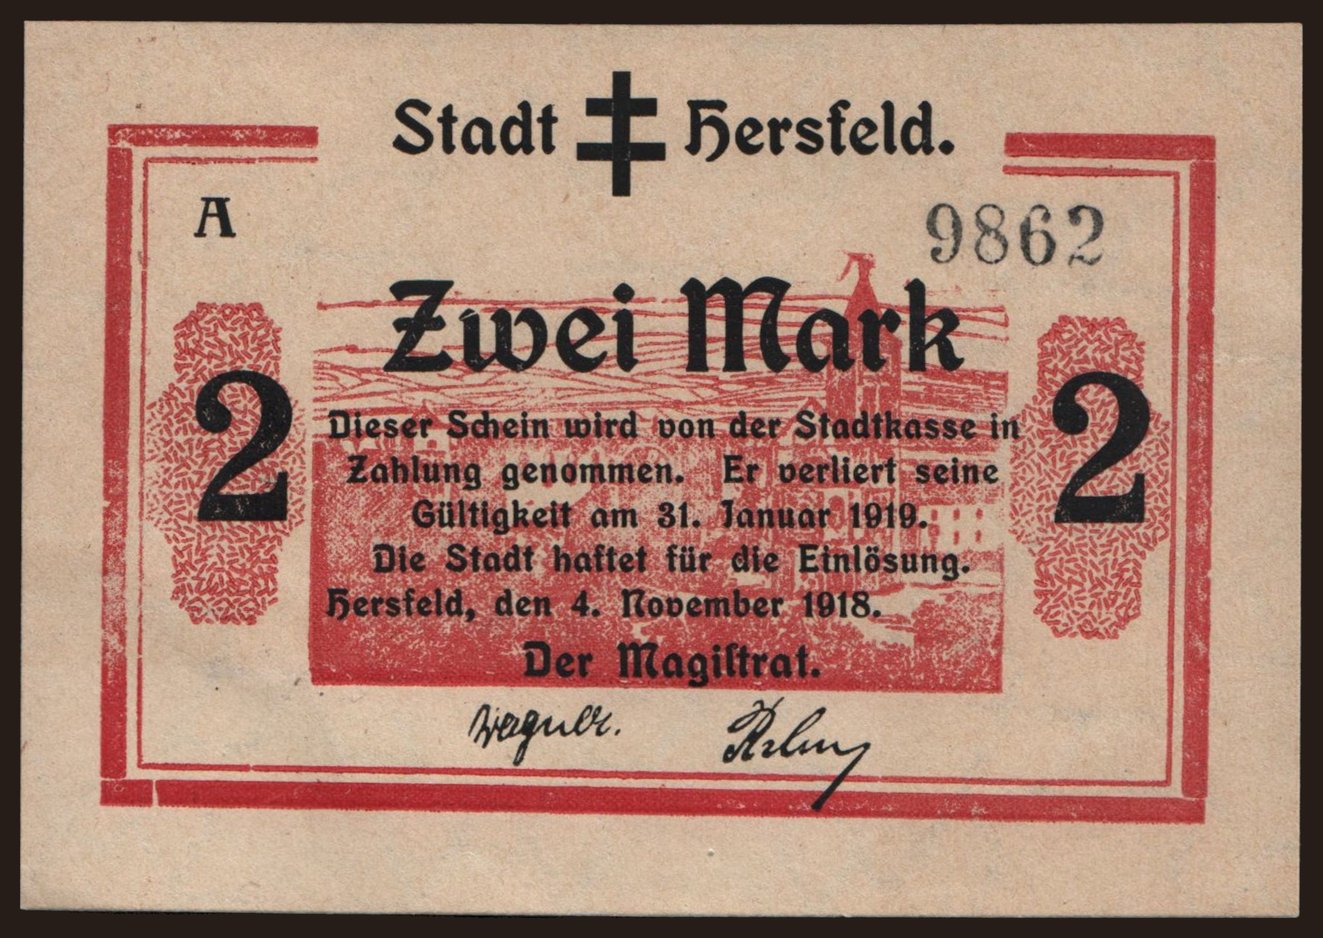 Stadt Hersfeld.
A
9862
Zwei Mark
2
2
Dieser Schein wird von der Stadtkasse in
Zahlung genommen. Er verliert seine
Gültigkeit am 31. Januar 1919.
Die Stadt haftet für die Einlösung.
Hersfeld, den 4. November 1918.
Der Magiſtrat.
Wagner.